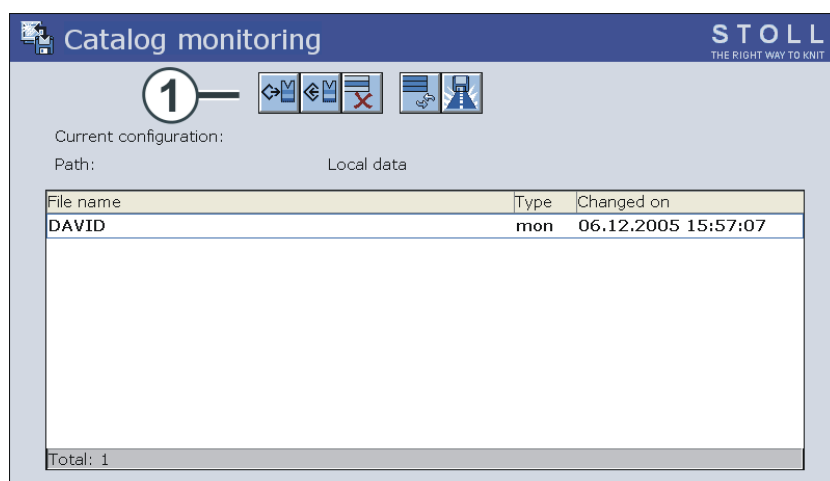 Catalog monitoring
STOLL
THE RIGHT WAY TO KNIT
1
Current configuration:
Path: Local data
File name Type Changed on
DAVID mon 06.12.2005 15:57:07
Total: 1